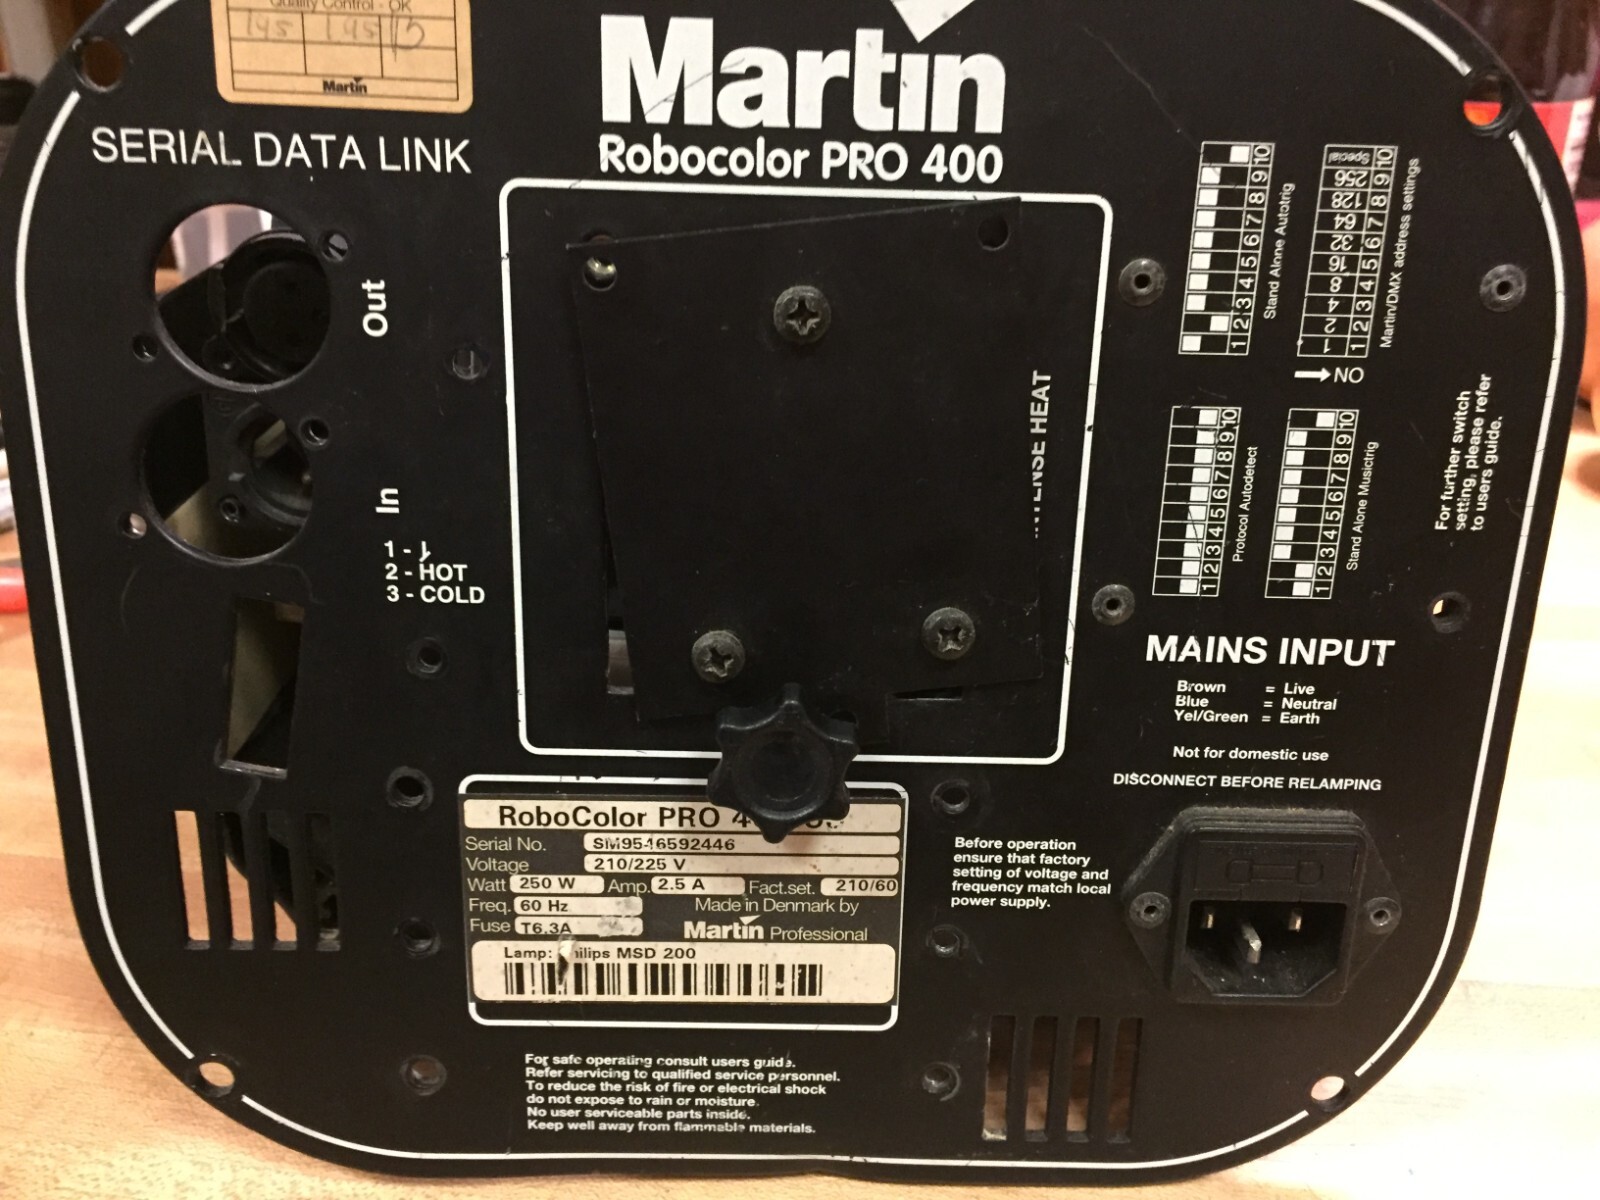 Quality Control - OK
Martin
Martin
Robocolor PRO 400
SERIAL DATA LINK
Out
In
1 -
2 - HOT
3 - COLD
INTENSE HEAT
1 2 3 4 5 6 7 8 9 10
Stand Alone Autotrig
1 2 4 8 16 32 64 128 256 Special
1 2 3 4 5 6 7 8 9 10
Martin/DMX address settings
ON
1 2 3 4 5 6 7 8 9 10
Protocol Autodetect
1 2 3 4 5 6 7 8 9 10
Stand Alone Musictrig
For further switch
setting, please refer
to users guide.
MAINS INPUT
Brown = Live
Blue = Neutral
Yel/Green = Earth
Not for domestic use
DISCONNECT BEFORE RELAMPING
Before operation
ensure that factory
setting of voltage and
frequency match local
power supply.
RoboColor PRO 4
Serial No. SM95-16592446
Voltage 210/225 V
Watt 250 W Amp. 2.5 A Fact.set. 210/60
Freq. 60 Hz Made in Denmark by
Fuse T6.3A Martin Professional
Lamp: Philips MSD 200
For safe operating consult users guide.
Refer servicing to qualified service personnel.
To reduce the risk of fire or electrical shock
do not expose to rain or moisture.
No user serviceable parts inside.
Keep well away from flammable materials.